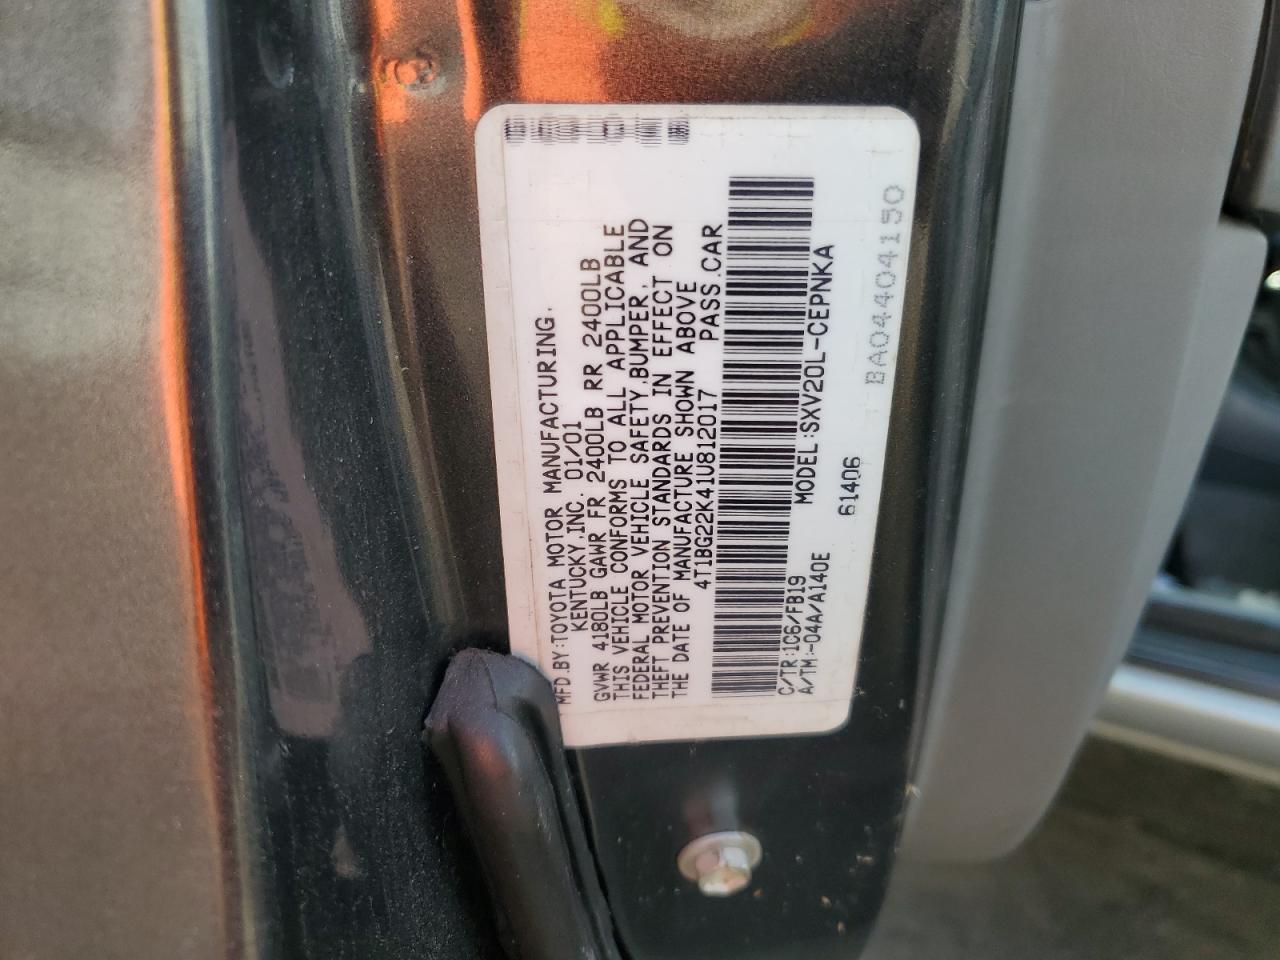 MFD.BY:TOYOTA MOTOR MANUFACTURING.
KENTUCKY,INC. 01/01
GVWR 4180LB GAWR FR 2400LB RR 2400LB
THIS VEHICLE CONFORMS TO ALL APPLICABLE
FEDERAL MOTOR VEHICLE SAFETY,BUMPER, AND
THEFT PREVENTION STANDARDS IN EFFECT ON
THE DATE OF MANUFACTURE SHOWN ABOVE
4T1BG22K41U812017 PASS.CAR
C/TR:1C6/FB19 MODEL:SXV20L-CEPNKA
A/TM:-04A/A140E 61406
BA04404150